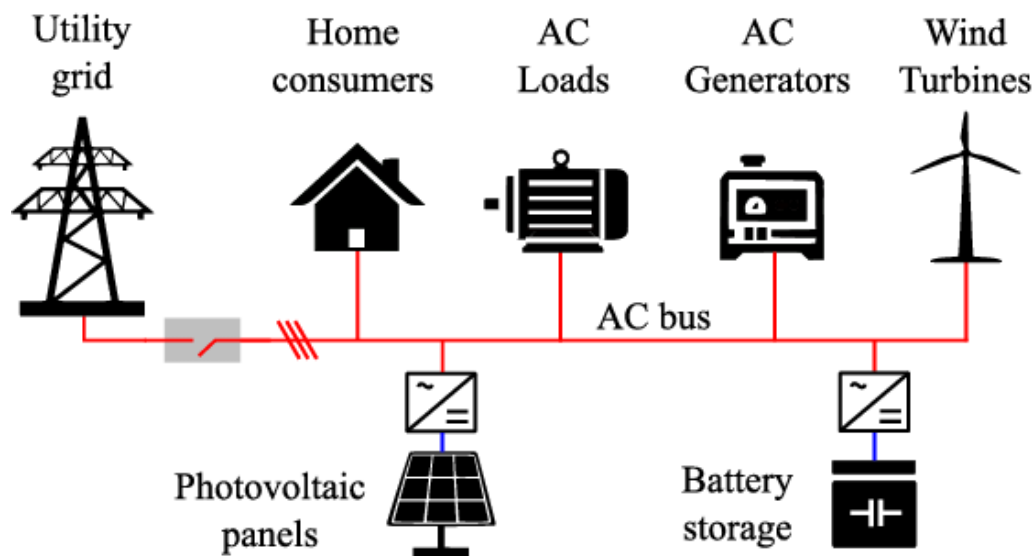 Utility
grid
Home
consumers
AC
Loads
AC
Generators
Wind
Turbines
AC bus
Photovoltaic
panels
Battery
storage